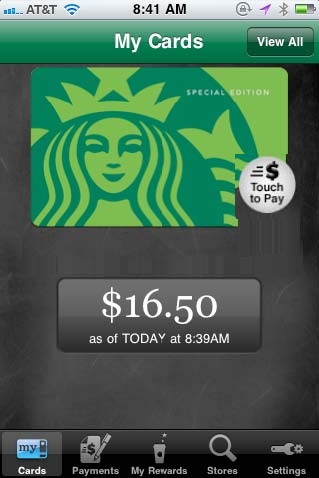 AT&T 8:41 AM
My Cards View All
SPECIAL EDITION
$
Touch
to Pay
$16.50
as of TODAY at 8:39AM
my
Cards Payments My Rewards Stores Settings